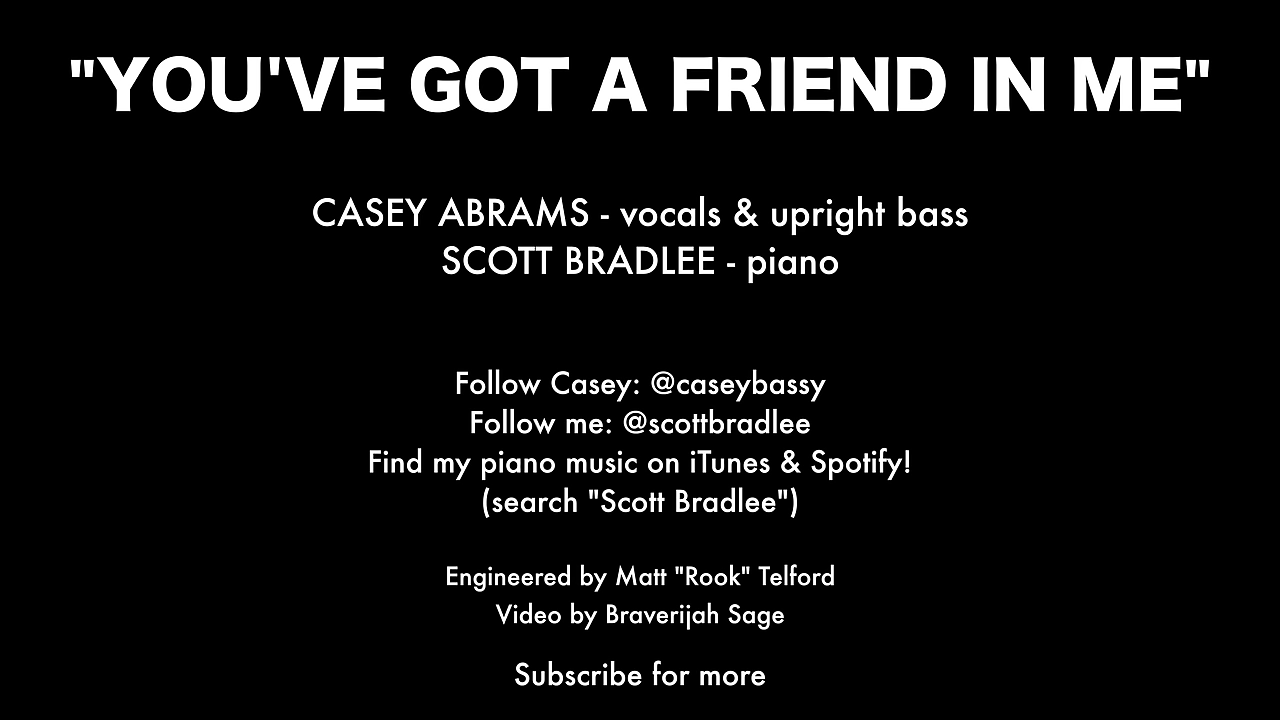 "YOU'VE GOT A FRIEND IN ME"
CASEY ABRAMS - vocals & upright bass
SCOTT BRADLEE - piano
Follow Casey: @caseybassy
Follow me: @scottbradlee
Find my piano music on iTunes & Spotify!
(search "Scott Bradlee")
Engineered by Matt "Rook" Telford
Video by Braverijah Sage
Subscribe for more